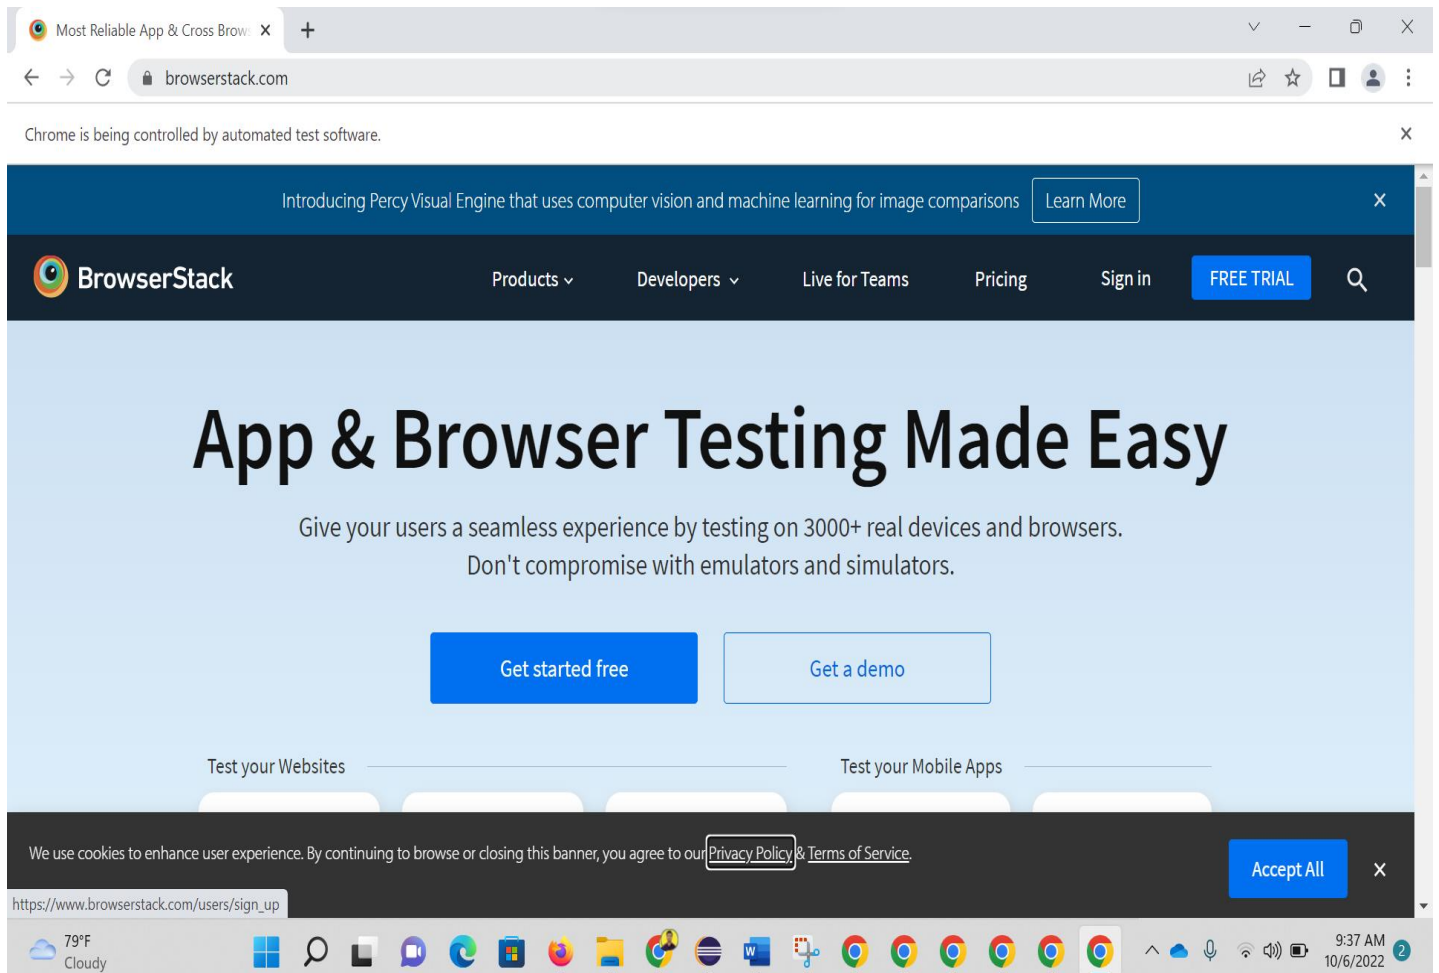 Most Reliable App & Cross Brow
browserstack.com
Chrome is being controlled by automated test software.
Introducing Percy Visual Engine that uses computer vision and machine learning for image comparisons Learn More
BrowserStack Products Developers Live for Teams Pricing Sign in FREE TRIAL
App & Browser Testing Made Easy
Give your users a seamless experience by testing on 3000+ real devices and browsers.
Don't compromise with emulators and simulators.
Get started free Get a demo
Test your Websites Test your Mobile Apps
We use cookies to enhance user experience. By continuing to browse or closing this banner, you agree to our Privacy Policy & Terms of Service.
Accept All
https://www.browserstack.com/users/sign_up
79°F
Cloudy
W
9:37 AM
10/6/2022
2